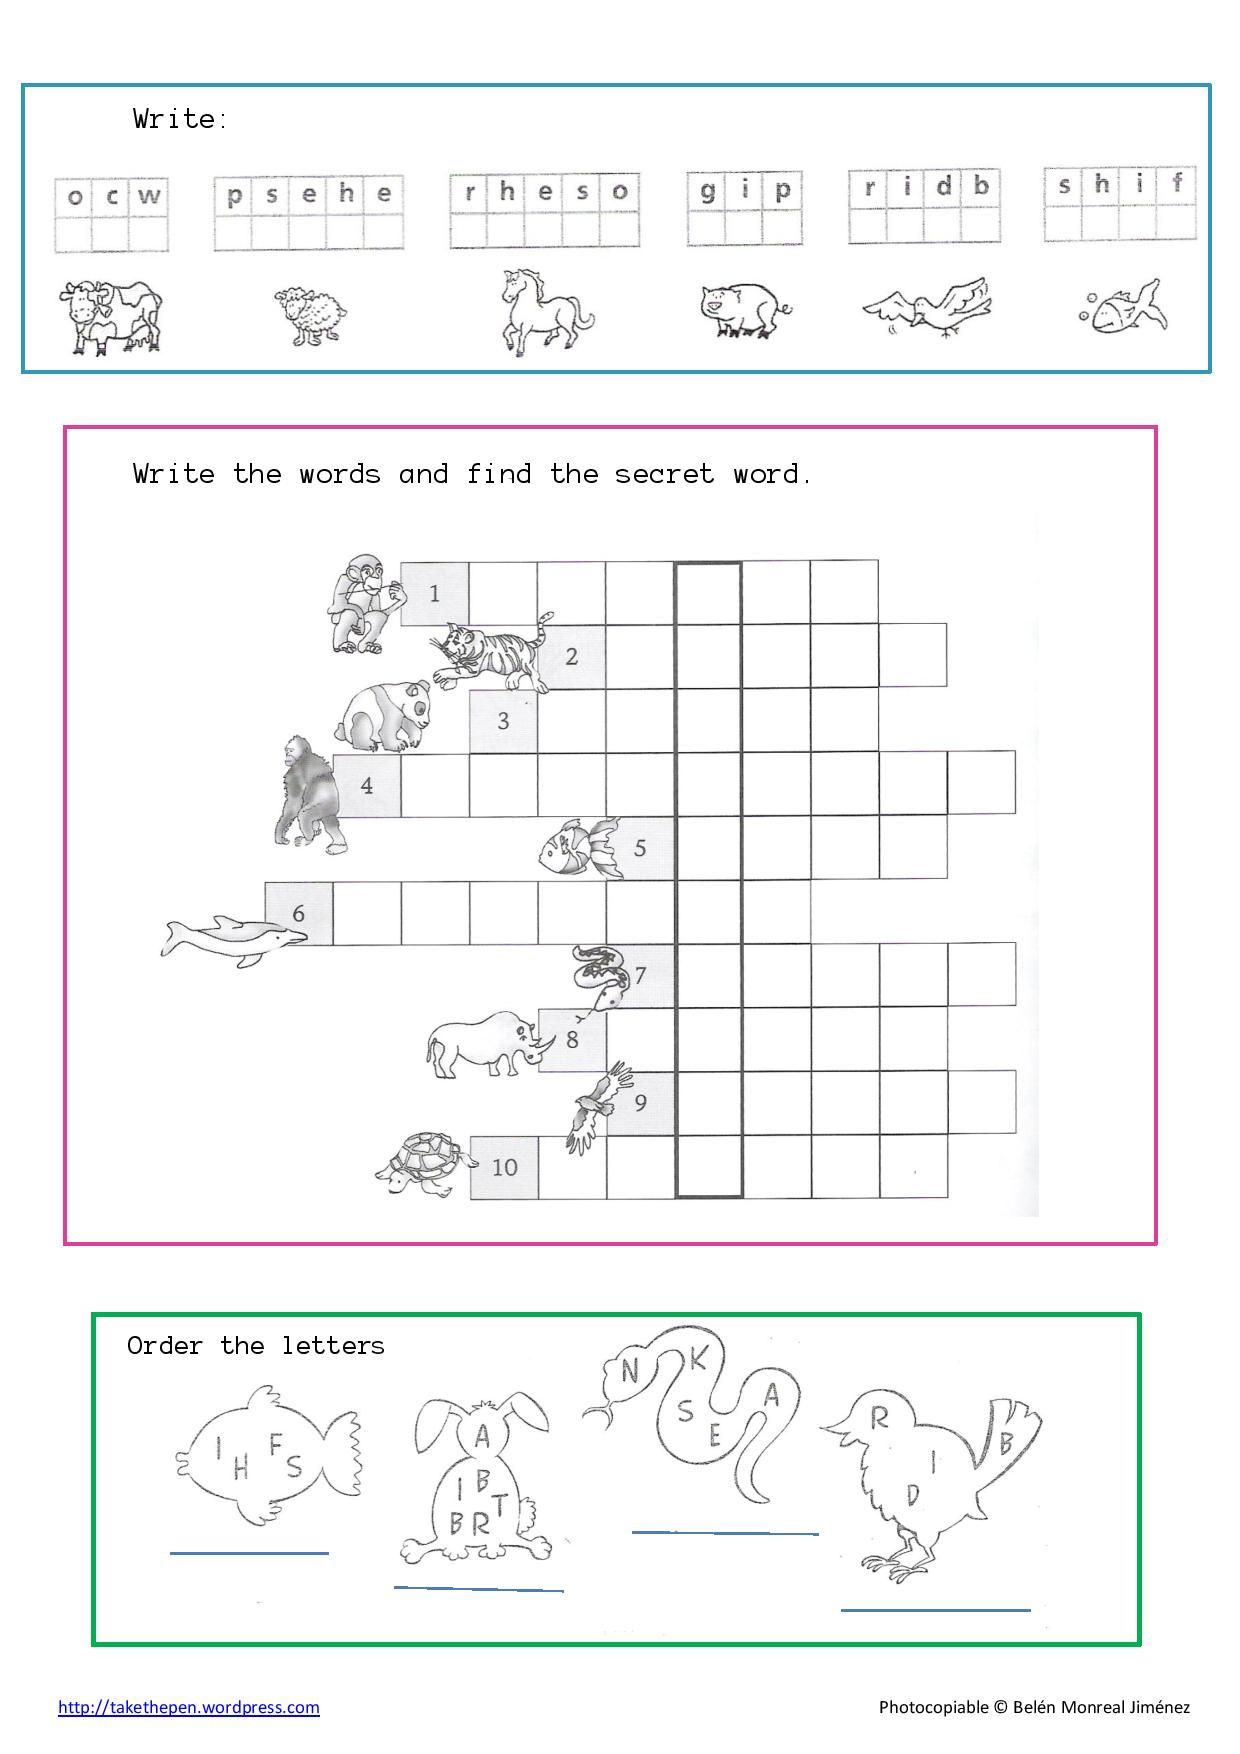 Write:
o c w
p s e h e
r h e s o
g i p
r i d b
s h i f
Write the words and find the secret word.
1
2
3
4
5
6
7
8
9
10
Order the letters
I H F S
A I B T B R
N K S E A
R I D B
http://takethepen.wordpress.com
Photocopiable © Belén Monreal Jiménez